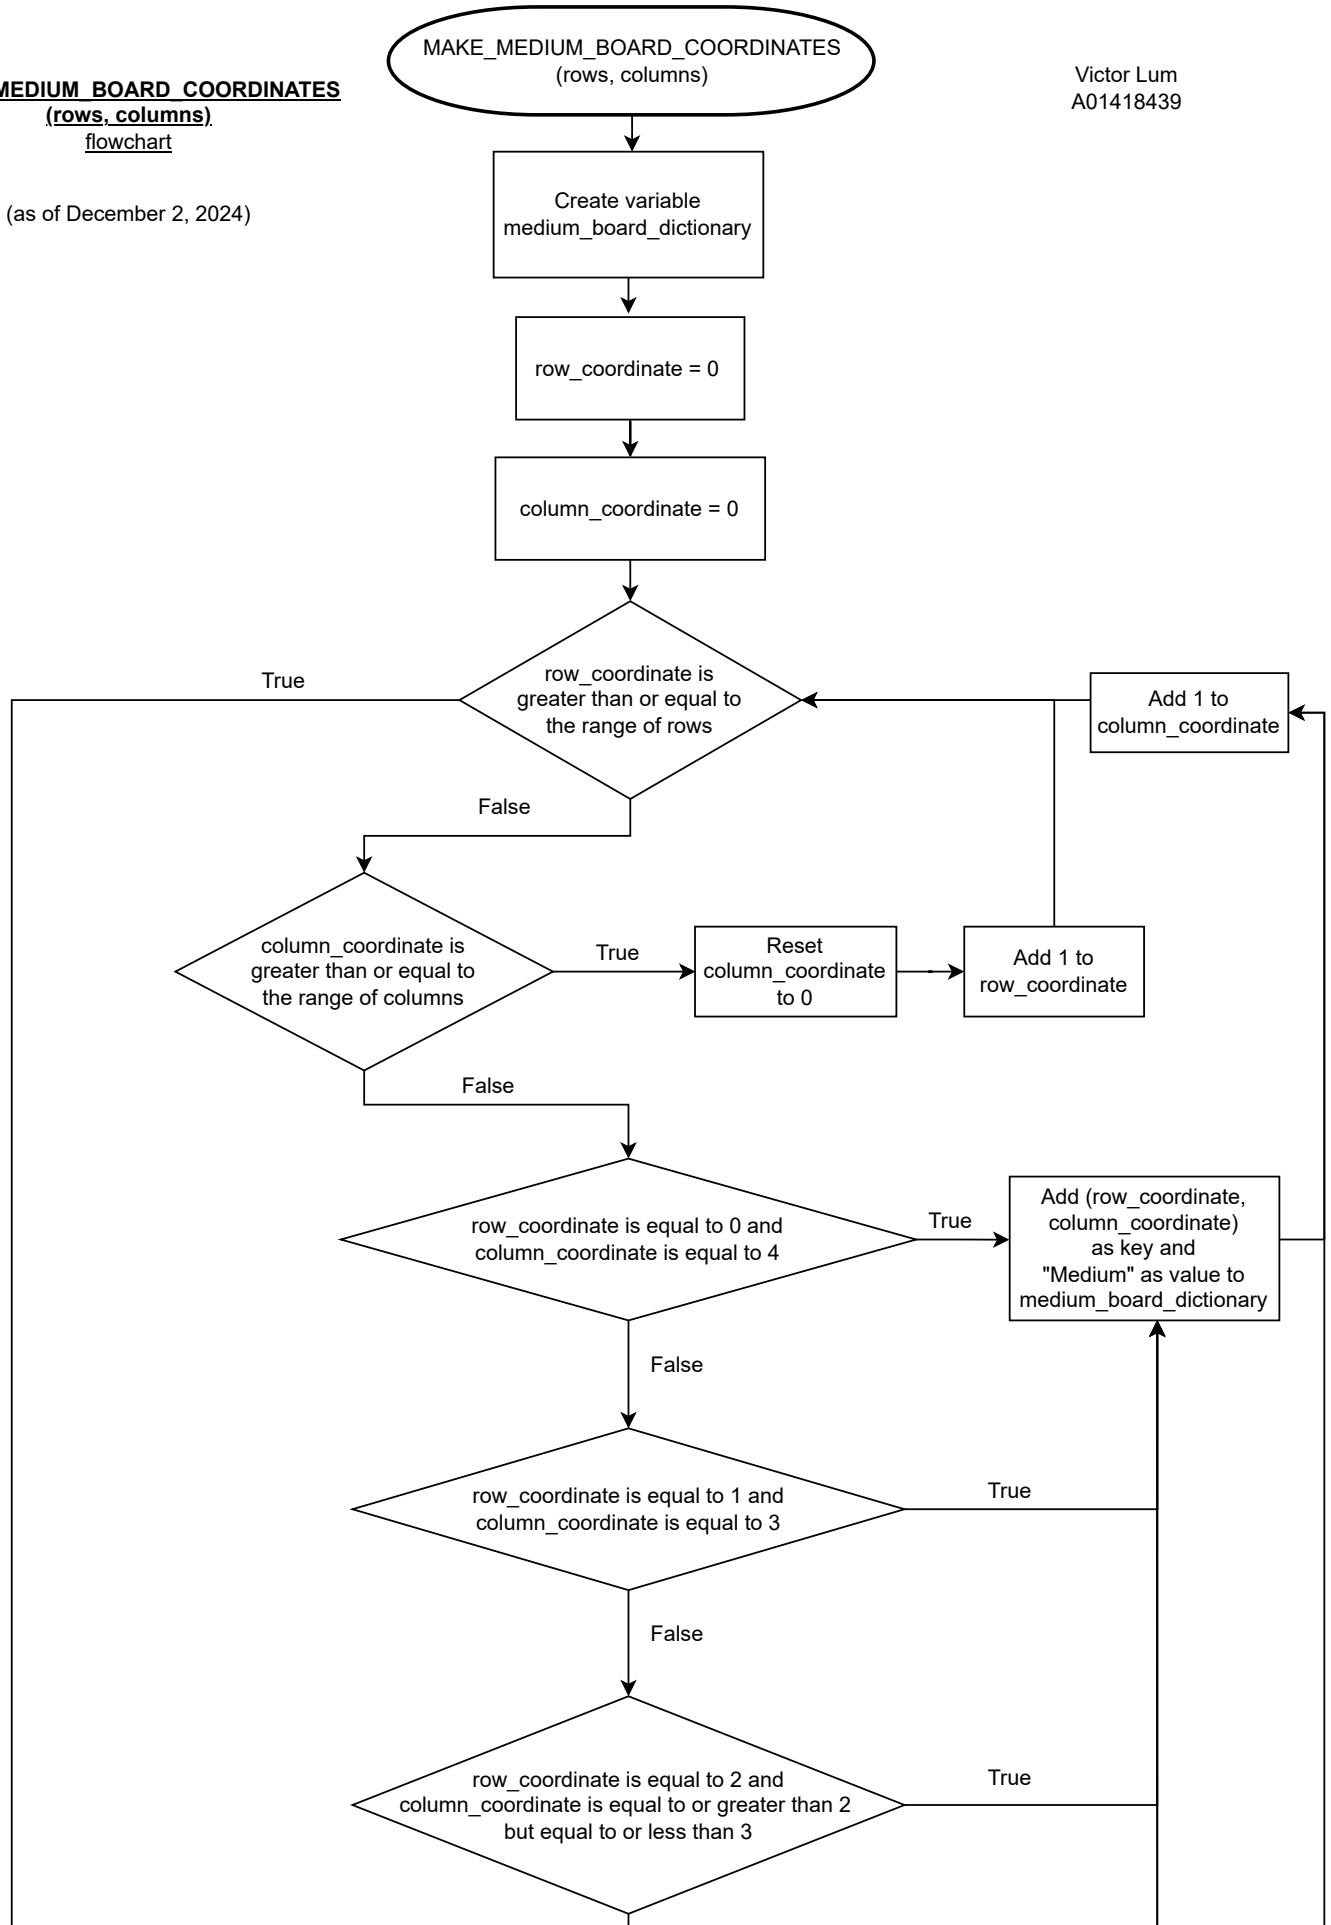 MAKE_MEDIUM_BOARD_COORDINATES
(rows, columns)
MEDIUM_BOARD_COORDINATES
(rows, columns)
flowchart
(as of December 2, 2024)
Victor Lum
A01418439
Create variable
medium_board_dictionary
row_coordinate = 0
column_coordinate = 0
row_coordinate is
greater than or equal to
the range of rows
True
Add 1 to
column_coordinate
False
column_coordinate is
greater than or equal to
the range of columns
True
Reset
column_coordinate
to 0
Add 1 to
row_coordinate
False
row_coordinate is equal to 0 and
column_coordinate is equal to 4
True
Add (row_coordinate,
column_coordinate)
as key and
"Medium" as value to
medium_board_dictionary
False
row_coordinate is equal to 1 and
column_coordinate is equal to 3
True
False
row_coordinate is equal to 2 and
column_coordinate is equal to or greater than 2
but equal to or less than 3
True